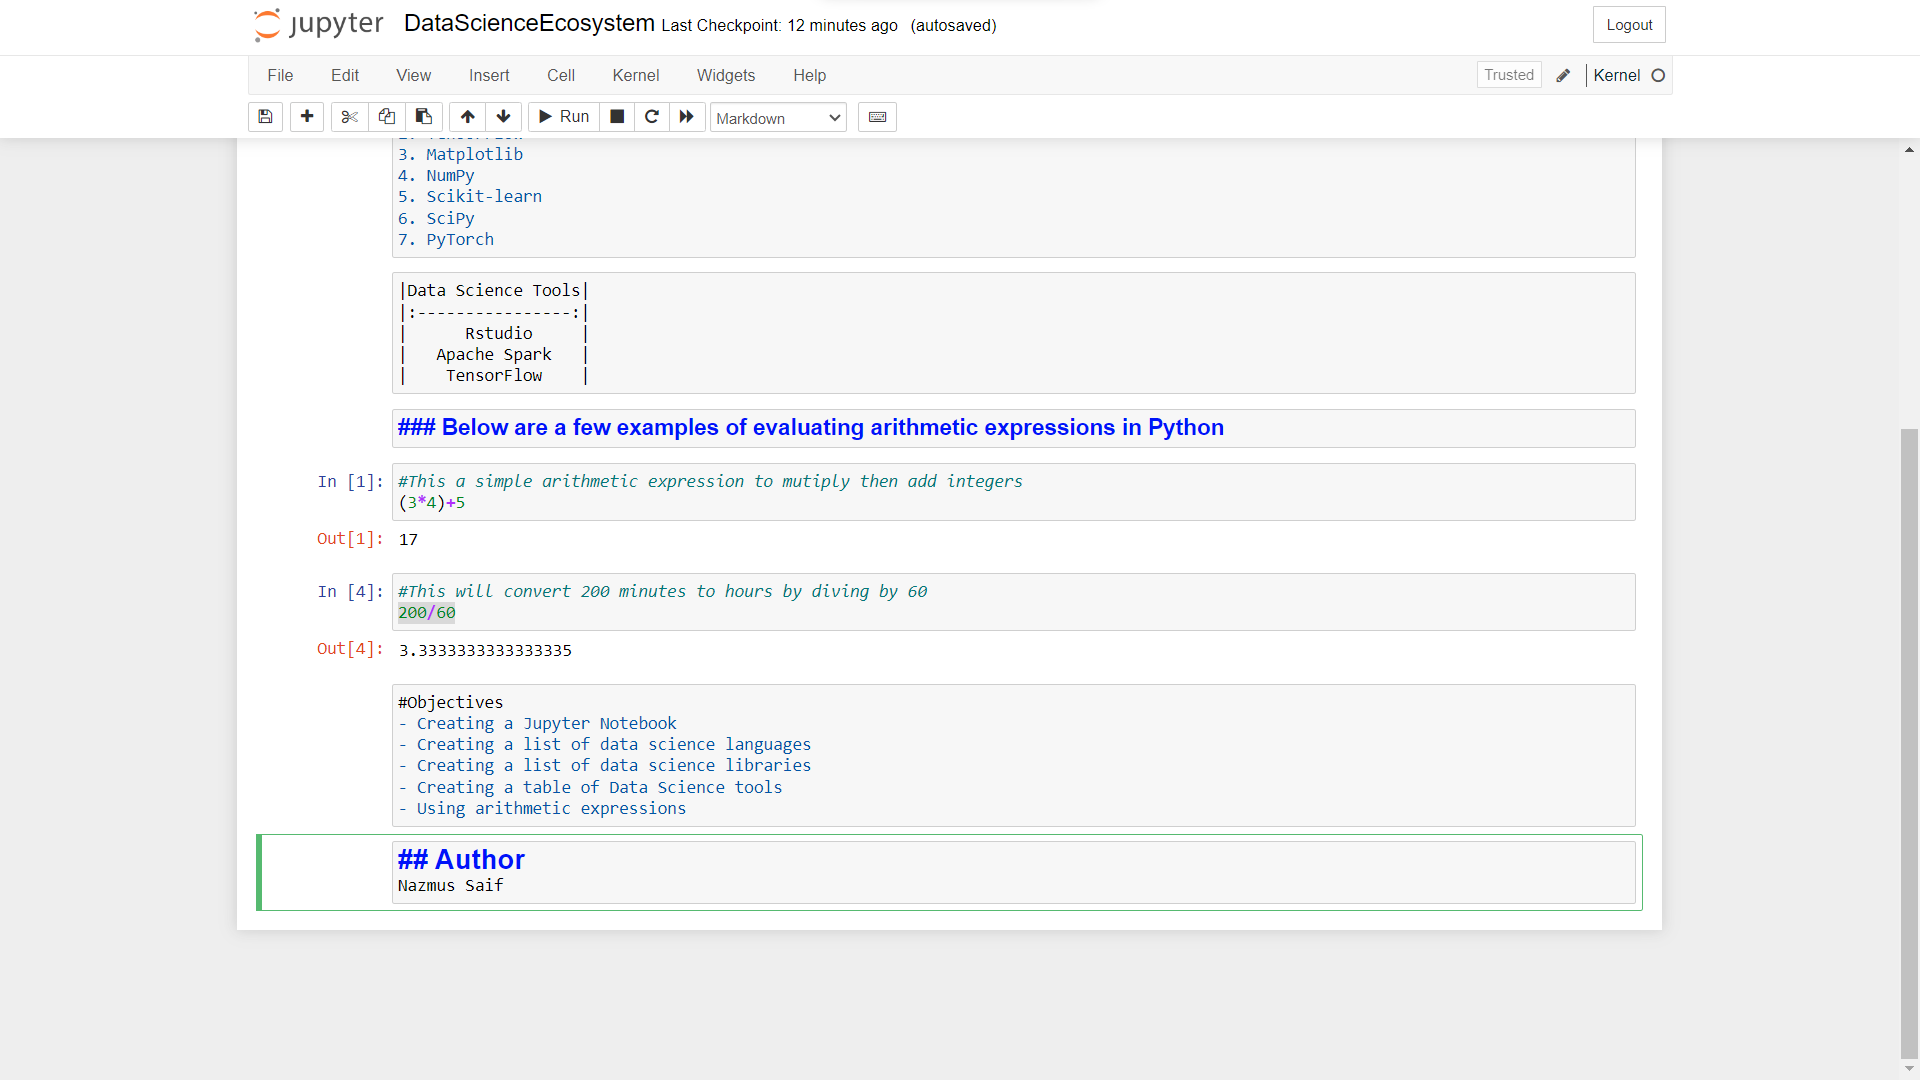 jupyter DataScienceEcosystem Last Checkpoint: 12 minutes ago (autosaved) Logout
File Edit View Insert Cell Kernel Widgets Help Trusted Kernel
Run Markdown
3. Matplotlib
4. NumPy
5. Scikit-learn
6. SciPy
7. PyTorch
|Data Science Tools|
|:----------------:|
| Rstudio |
| Apache Spark |
| TensorFlow |
### Below are a few examples of evaluating arithmetic expressions in Python
In [1]: #This a simple arithmetic expression to mutiply then add integers
(3*4)+5
Out[1]: 17
In [4]: #This will convert 200 minutes to hours by diving by 60
200/60
Out[4]: 3.3333333333333335
#Objectives
- Creating a Jupyter Notebook
- Creating a list of data science languages
- Creating a list of data science libraries
- Creating a table of Data Science tools
- Using arithmetic expressions
## Author
Nazmus Saif